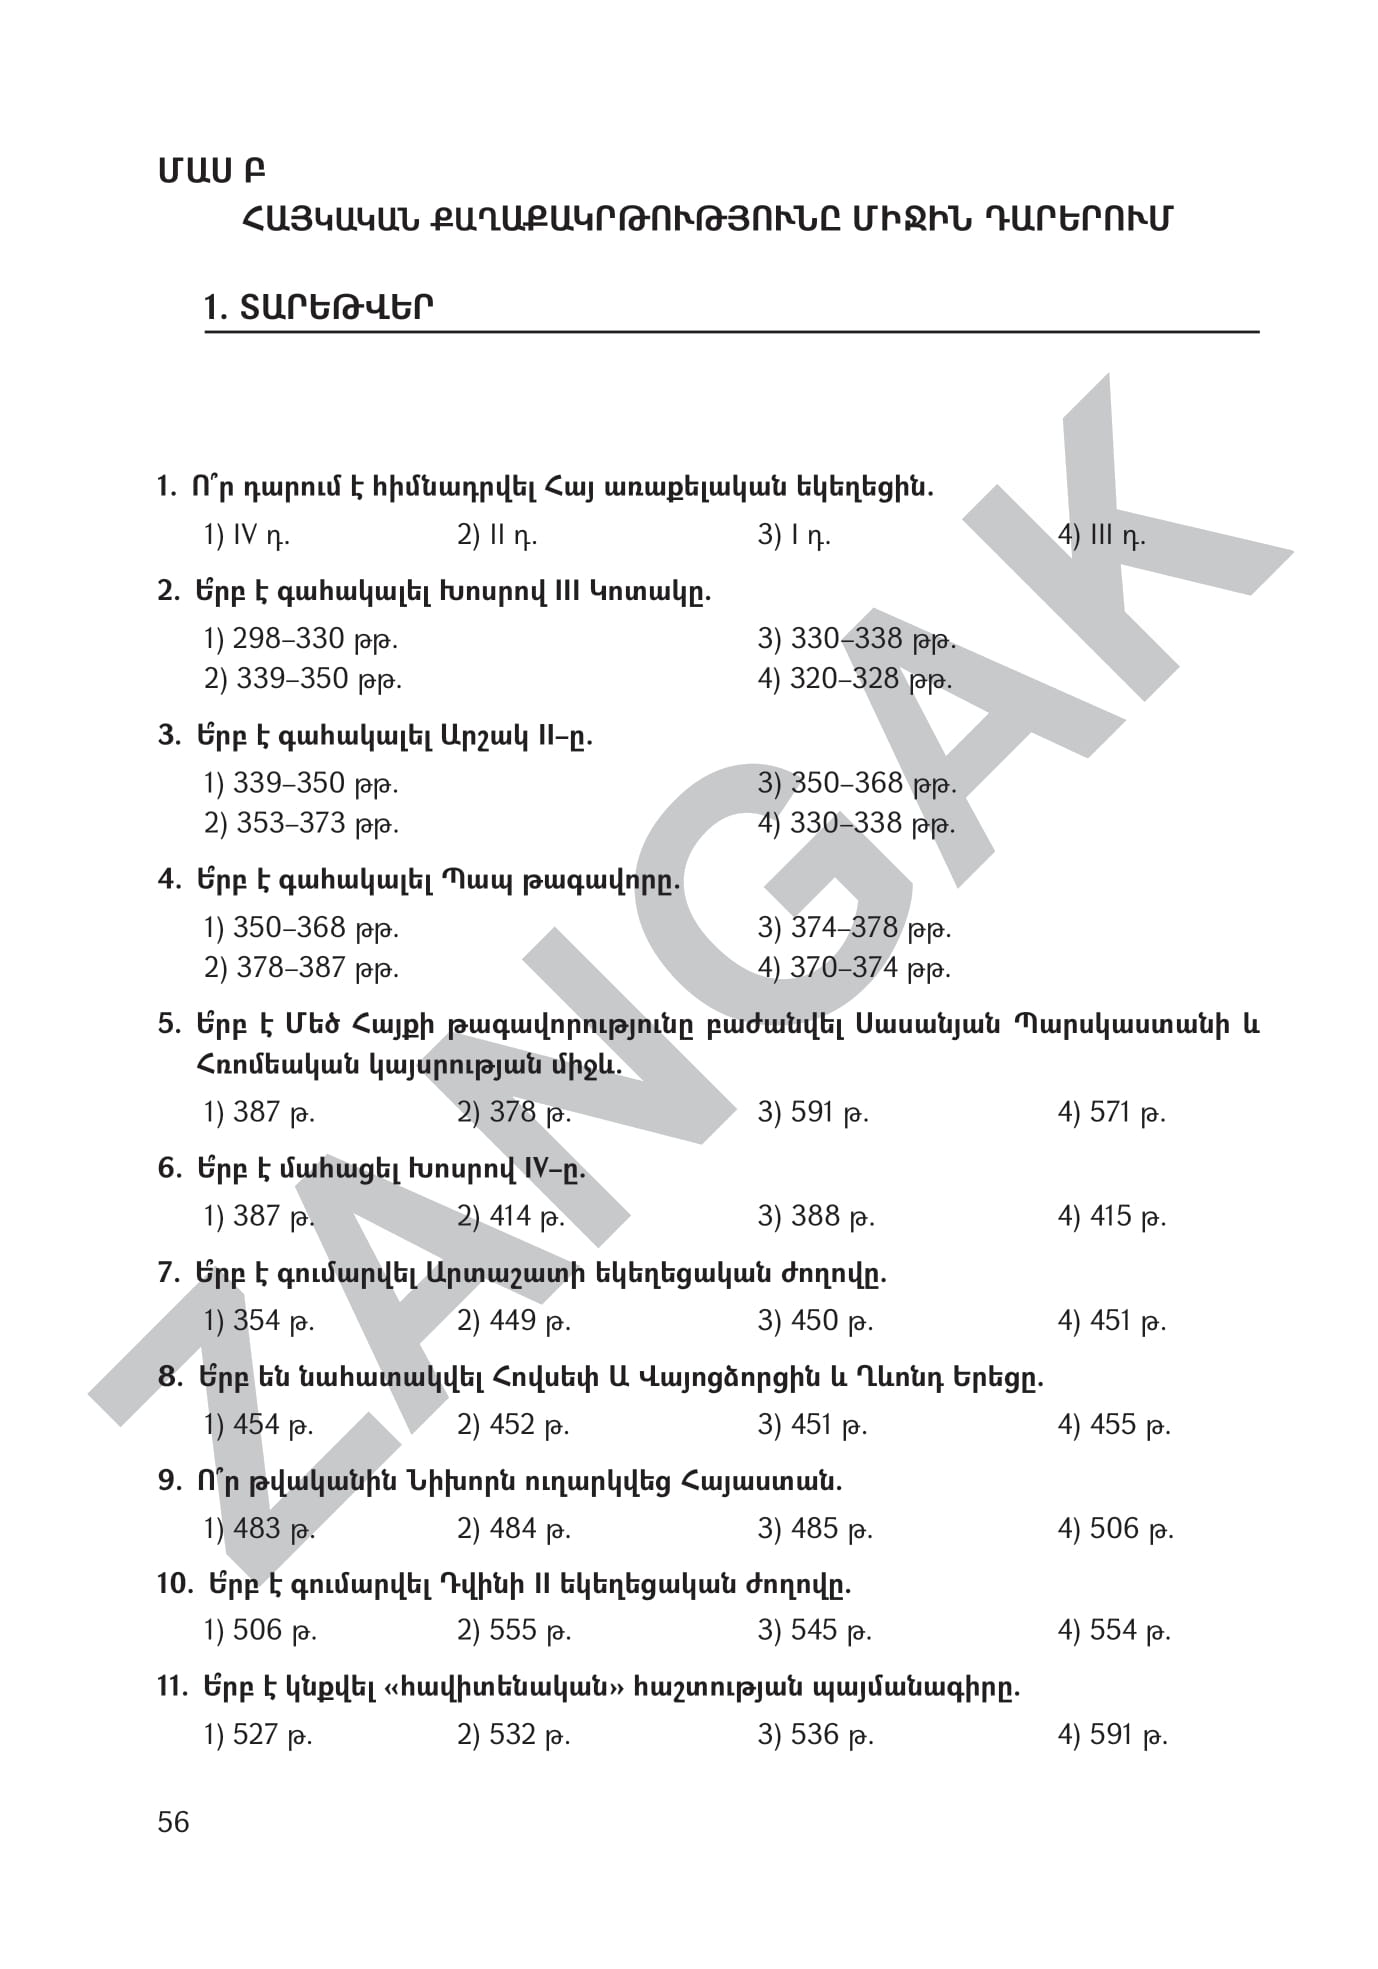 ՄԱՍ Բ
ՀԱՅԿԱԿԱՆ ՔԱՂԱՔԱԿՐԹՈՒԹՅՈՒՆԸ ՄԻՋԻՆ ԴԱՐԵՐՈՒՄ
1. ՏԱՐԵԹՎԵՐ
1. Ո՞ր դարում է հիմնադրվել Հայ առաքելական եկեղեցին.
1) IV դ. 2) II դ. 3) I դ. 4) III դ.
2. Ե՞րբ է գահակալել Խոսրով III Կոտակը.
1) 298–330 թթ. 3) 330–338 թթ.
2) 339–350 թթ. 4) 320–328 թթ.
3. Ե՞րբ է գահակալել Արշակ II–ը.
1) 339–350 թթ. 3) 350–368 թթ.
2) 353–373 թթ. 4) 330–338 թթ.
4. Ե՞րբ է գահակալել Պապ թագավորը.
1) 350–368 թթ. 3) 374–378 թթ.
2) 378–387 թթ. 4) 370–374 թթ.
5. Ե՞րբ է Մեծ Հայքի թագավորությունը բաժանվել Սասանյան Պարսկաստանի և
Հռոմեական կայսրության միջև.
1) 387 թ. 2) 378 թ. 3) 591 թ. 4) 571 թ.
6. Ե՞րբ է մահացել Խոսրով IV–ը.
1) 387 թ. 2) 414 թ. 3) 388 թ. 4) 415 թ.
7. Ե՞րբ է գումարվել Արտաշատի եկեղեցական ժողովը.
1) 354 թ. 2) 449 թ. 3) 450 թ. 4) 451 թ.
8. Ե՞րբ են նահատակվել Հովսեփ Ա Վայոցձորցին և Ղևոնդ Երեցը.
1) 454 թ. 2) 452 թ. 3) 451 թ. 4) 455 թ.
9. Ո՞ր թվականին Նիխորն ուղարկվեց Հայաստան.
1) 483 թ. 2) 484 թ. 3) 485 թ. 4) 506 թ.
10. Ե՞րբ է գումարվել Դվինի II եկեղեցական ժողովը.
1) 506 թ. 2) 555 թ. 3) 545 թ. 4) 554 թ.
11. Ե՞րբ է կնքվել «հավիտենական» հաշտության պայմանագիրը.
1) 527 թ. 2) 532 թ. 3) 536 թ. 4) 591 թ.
56
ZANGAK